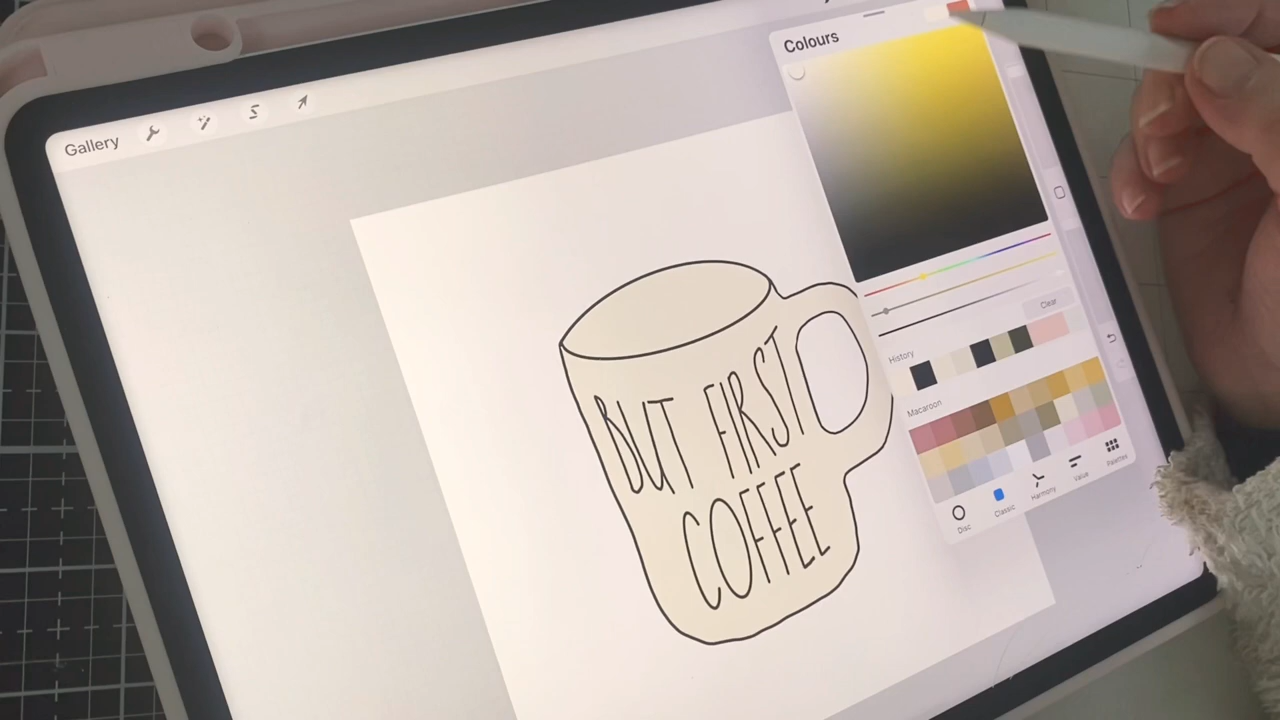 Gallery
Colours
Clear
History
Macaroon
Disc
Classic
Harmony
Value
Palettes
BUT FIRST
COFFEE